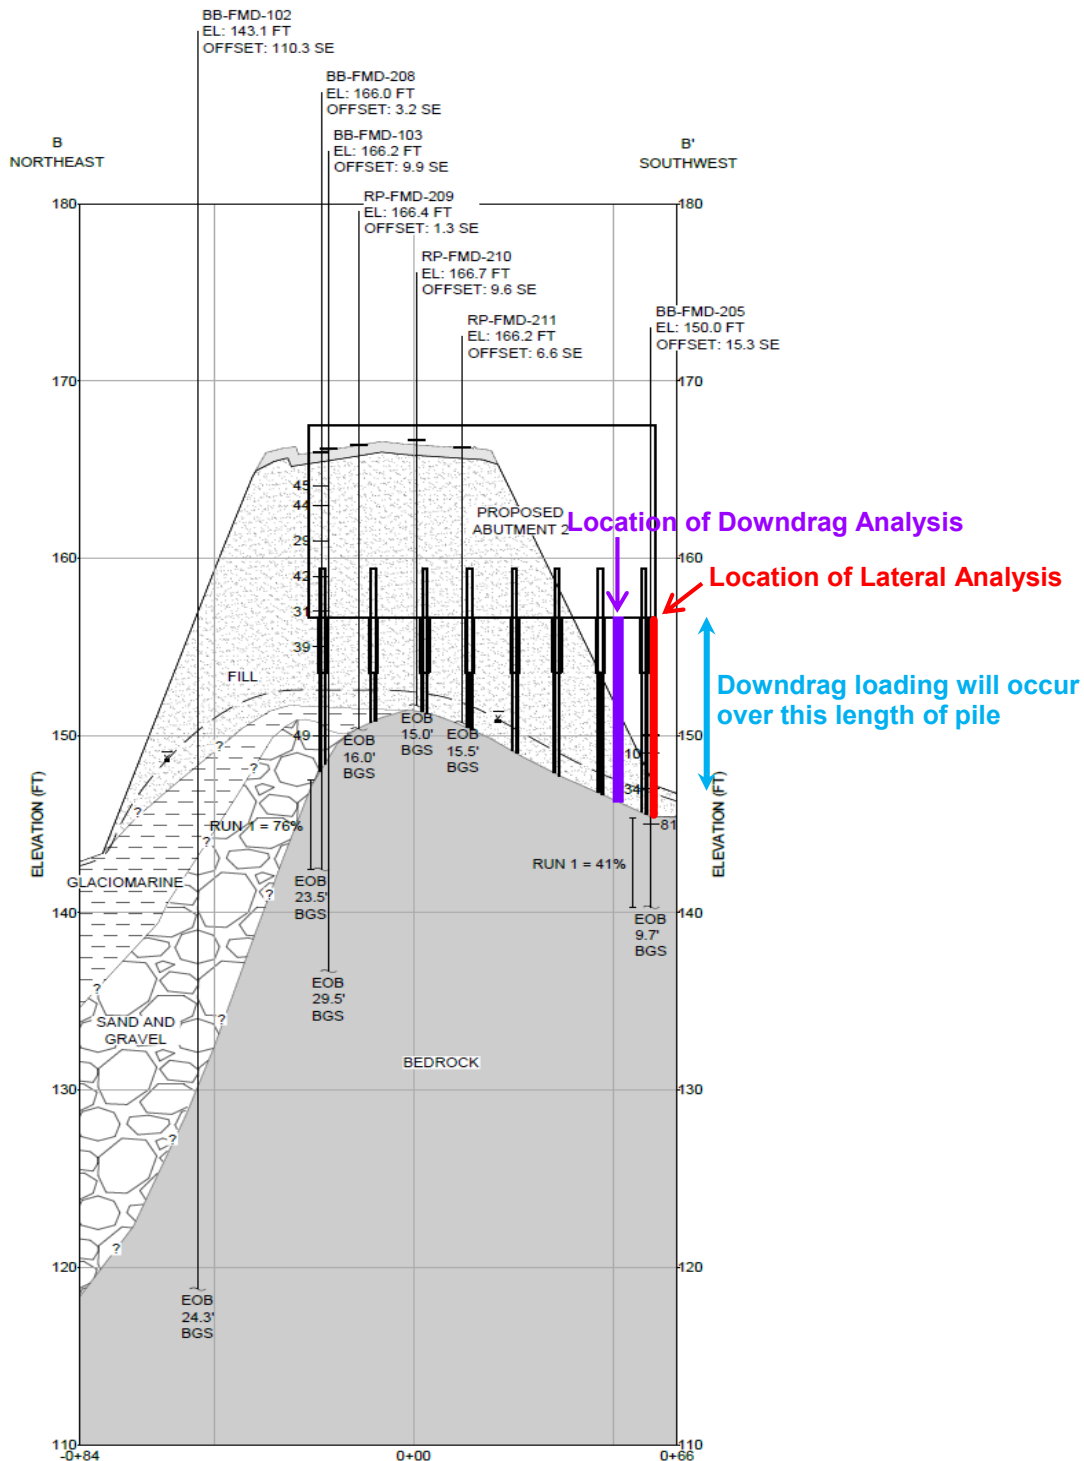 BB-FMD-102
EL: 143.1 FT
OFFSET: 110.3 SE
BB-FMD-208
EL: 166.0 FT
OFFSET: 3.2 SE
BB-FMD-103
EL: 166.2 FT
OFFSET: 9.9 SE
B
NORTHEAST
B'
SOUTHWEST
RP-FMD-209
EL: 166.4 FT
OFFSET: 1.3 SE
RP-FMD-210
EL: 166.7 FT
OFFSET: 9.6 SE
RP-FMD-211
EL: 166.2 FT
OFFSET: 6.6 SE
BB-FMD-205
EL: 150.0 FT
OFFSET: 15.3 SE
180
180
170
170
45
44
29
42
31
39
49
PROPOSED
ABUTMENT 2
Location of Downdrag Analysis
160
160
Location of Lateral Analysis
Downdrag loading will occur
over this length of pile
FILL
150
150
EOB
16.0'
BGS
EOB
15.0'
BGS
EOB
15.5'
BGS
10
34
81
ELEVATION (FT)
ELEVATION (FT)
?
?
?
?
?
?
?
?
?
RUN 1 = 76%
RUN 1 = 41%
GLACIOMARINE
EOB
23.5'
BGS
140
140
EOB
9.7'
BGS
EOB
29.5'
BGS
SAND AND
GRAVEL
BEDROCK
130
130
120
120
EOB
24.3'
BGS
110
110
-0+84
0+00
0+66